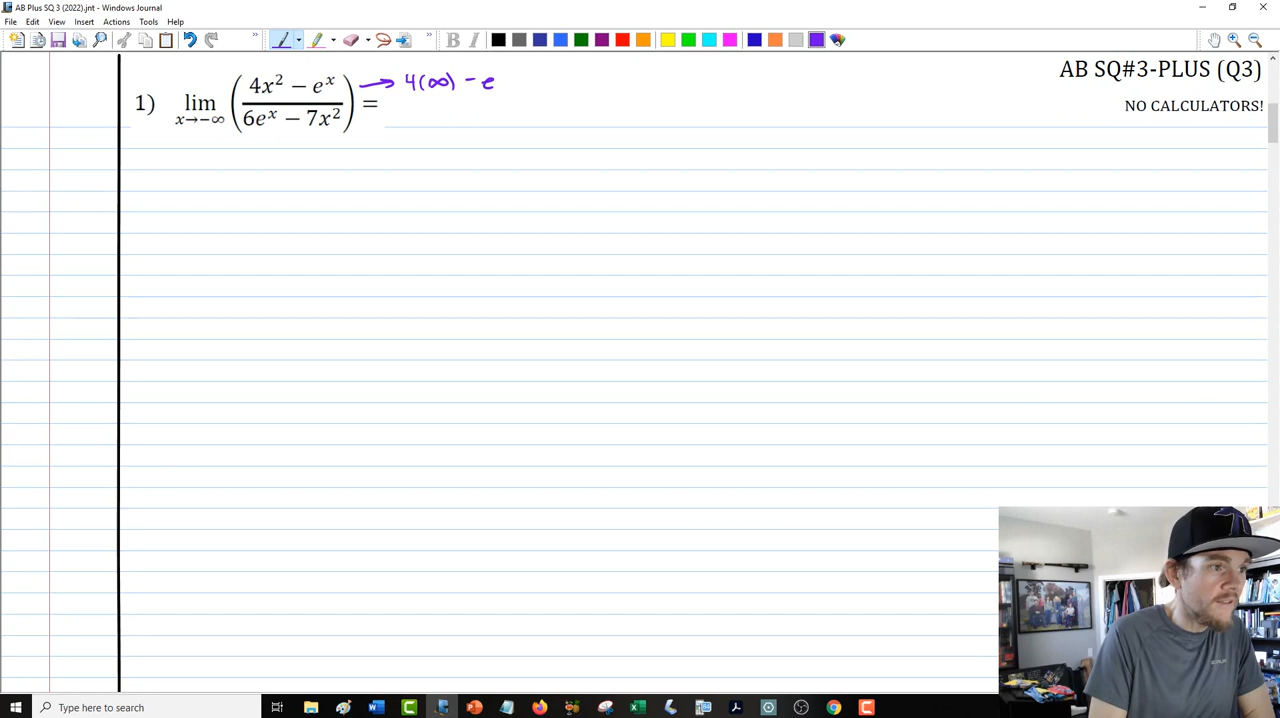 AB Plus SQ 3 (2022).jnt - Windows Journal
File Edit View Insert Actions Tools Help
AB SQ#3-PLUS (Q3)
NO CALCULATORS!
1) lim x→−∞ ( (4x² − eˣ) / (6eˣ − 7x²) ) =
→ 4(∞) - e
Type here to search